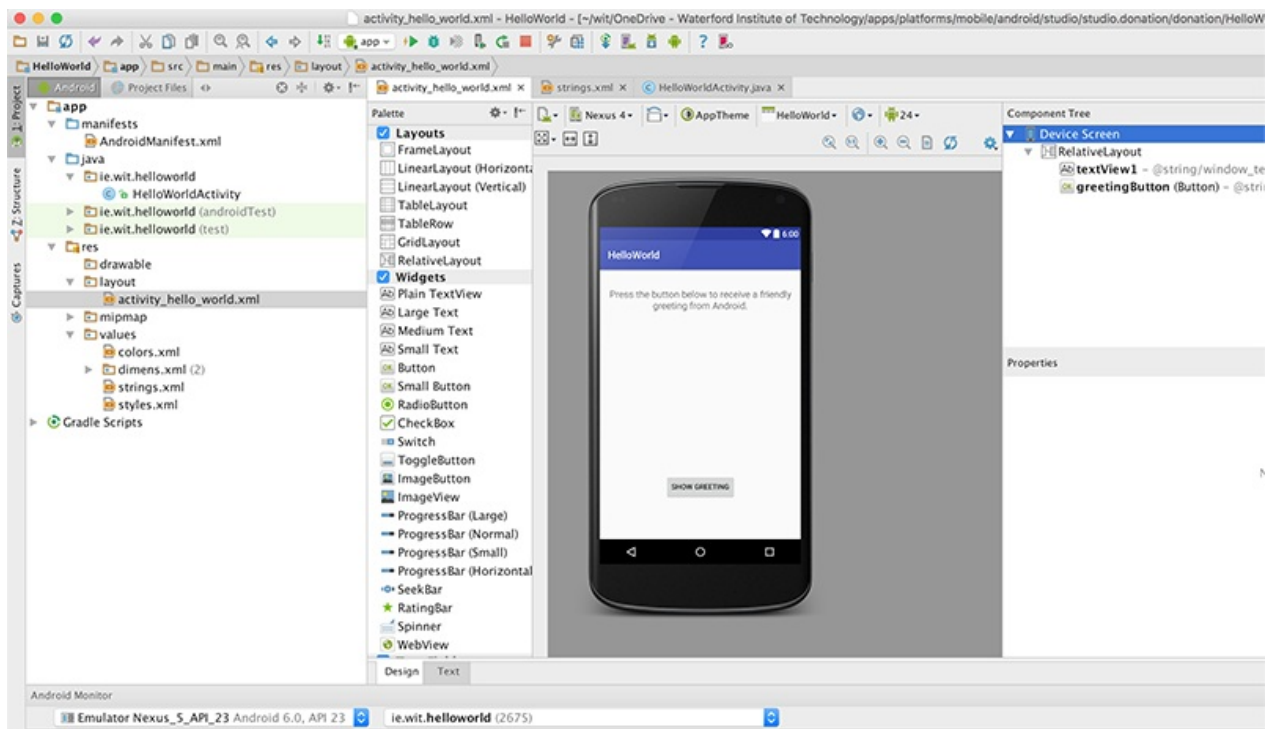 activity_hello_world.xml - HelloWorld - [~/wit/OneDrive - Waterford Institute of Technology/apps/platforms/mobile/android/studio/studio.donation/donation/HelloW
app
HelloWorld app src main res layout activity_hello_world.xml
1: Project
Z: Structure
Captures
Android Project Files
app
manifests
AndroidManifest.xml
java
ie.wit.helloworld
HelloWorldActivity
ie.wit.helloworld (androidTest)
ie.wit.helloworld (test)
res
drawable
layout
activity_hello_world.xml
mipmap
values
colors.xml
dimens.xml (2)
strings.xml
styles.xml
Gradle Scripts
activity_hello_world.xml strings.xml HelloWorldActivity.java
Palette
Layouts
FrameLayout
LinearLayout (Horizonta
LinearLayout (Vertical)
TableLayout
TableRow
GridLayout
RelativeLayout
Widgets
Plain TextView
Large Text
Medium Text
Small Text
Button
Small Button
RadioButton
CheckBox
Switch
ToggleButton
ImageButton
ImageView
ProgressBar (Large)
ProgressBar (Normal)
ProgressBar (Small)
ProgressBar (Horizontal
SeekBar
RatingBar
Spinner
WebView
Nexus 4 AppTheme HelloWorld 24
6:00
HelloWorld
Press the button below to receive a friendly
greeting from Android.
SHOW GREETING
Component Tree
Device Screen
RelativeLayout
textView1 - @string/window_te
greetingButton (Button) - @stri
Properties
N
Design Text
Android Monitor
Emulator Nexus_5_API_23 Android 6.0, API 23 ie.wit.helloworld (2675)